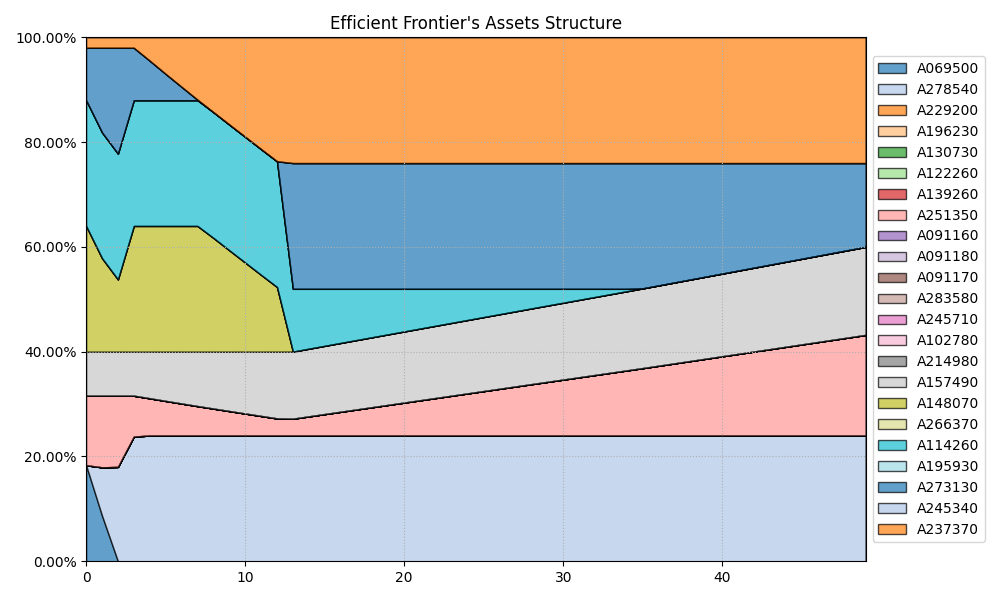 Efficient Frontier's Assets Structure
100.00%
80.00%
60.00%
40.00%
20.00%
0.00%
0
10
20
30
40
A069500
A278540
A229200
A196230
A130730
A122260
A139260
A251350
A091160
A091180
A091170
A283580
A245710
A102780
A214980
A157490
A148070
A266370
A114260
A195930
A273130
A245340
A237370